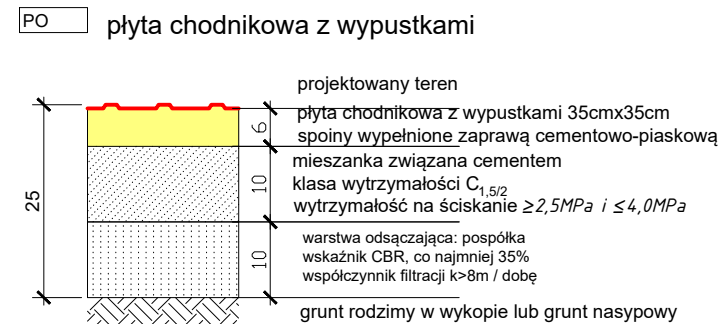 PO płyta chodnikowa z wypustkami
projektowany teren
płyta chodnikowa z wypustkami 35cmx35cm
spoiny wypełnione zaprawą cementowo-piaskową
6
mieszanka związana cementem
klasa wytrzymałości C1,5/2
wytrzymałość na ściskanie ≥2,5MPa i ≤4,0MPa
10
25
warstwa odsączająca: pospółka
wskaźnik CBR, co najmniej 35%
współczynnik filtracji k>8m / dobę
10
grunt rodzimy w wykopie lub grunt nasypowy